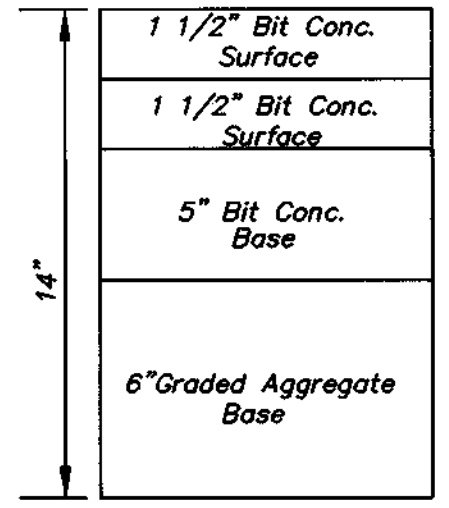 1 1/2" Bit Conc.
Surface
1 1/2" Bit Conc.
Surface
5" Bit Conc.
Base
14"
6"Graded Aggregate
Base